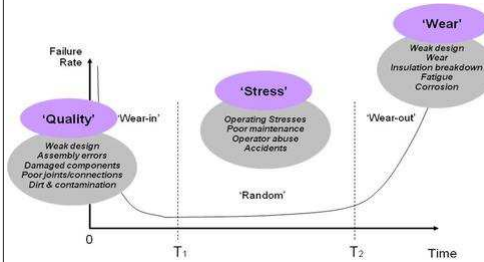 Failure
Rate
'Quality'
Weak design
Assembly errors
Damaged components
Poor joints/connections
Dirt & contamination
'Wear-in'
'Stress'
Operating Stresses
Poor maintenance
Operator abuse
Accidents
'Random'
'Wear'
Weak design
Wear
Insulation breakdown
Fatigue
Corrosion
'Wear-out'
0
T1
T2
Time